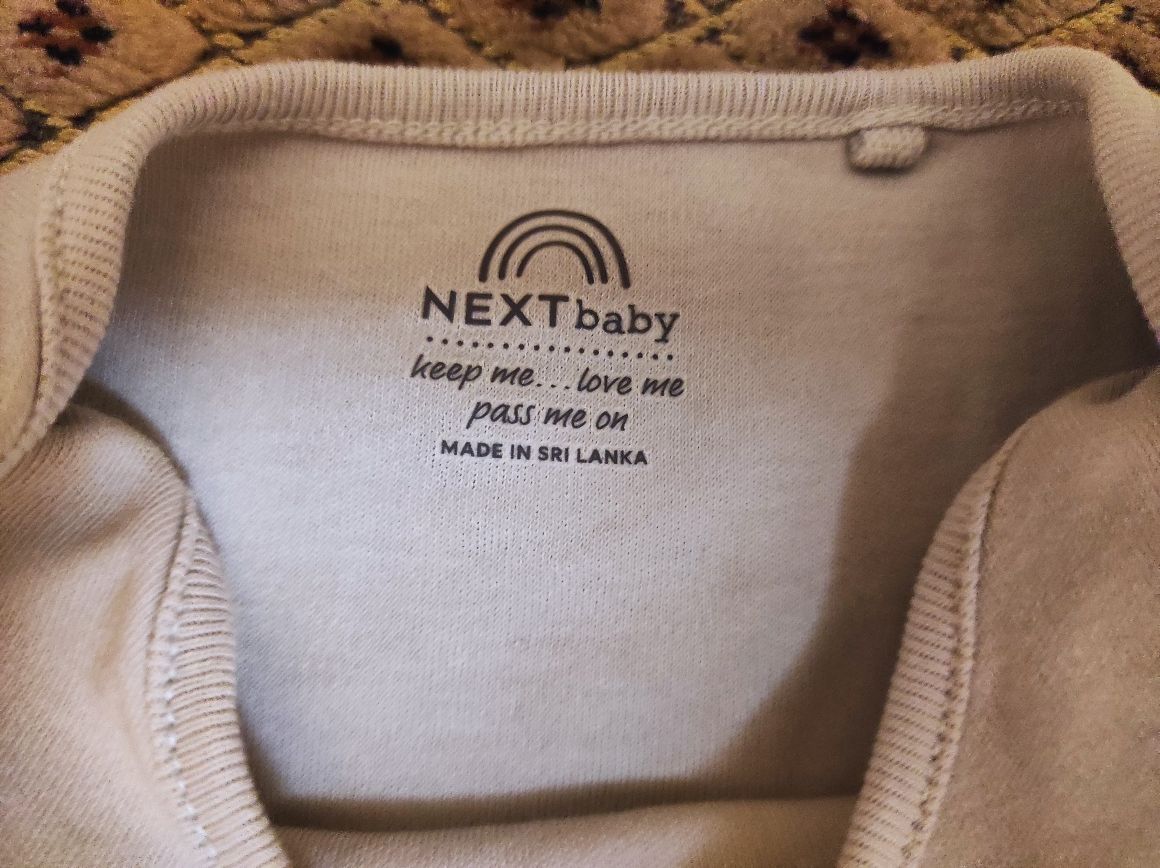 NEXTbaby
keep me...love me
pass me on
MADE IN SRI LANKA